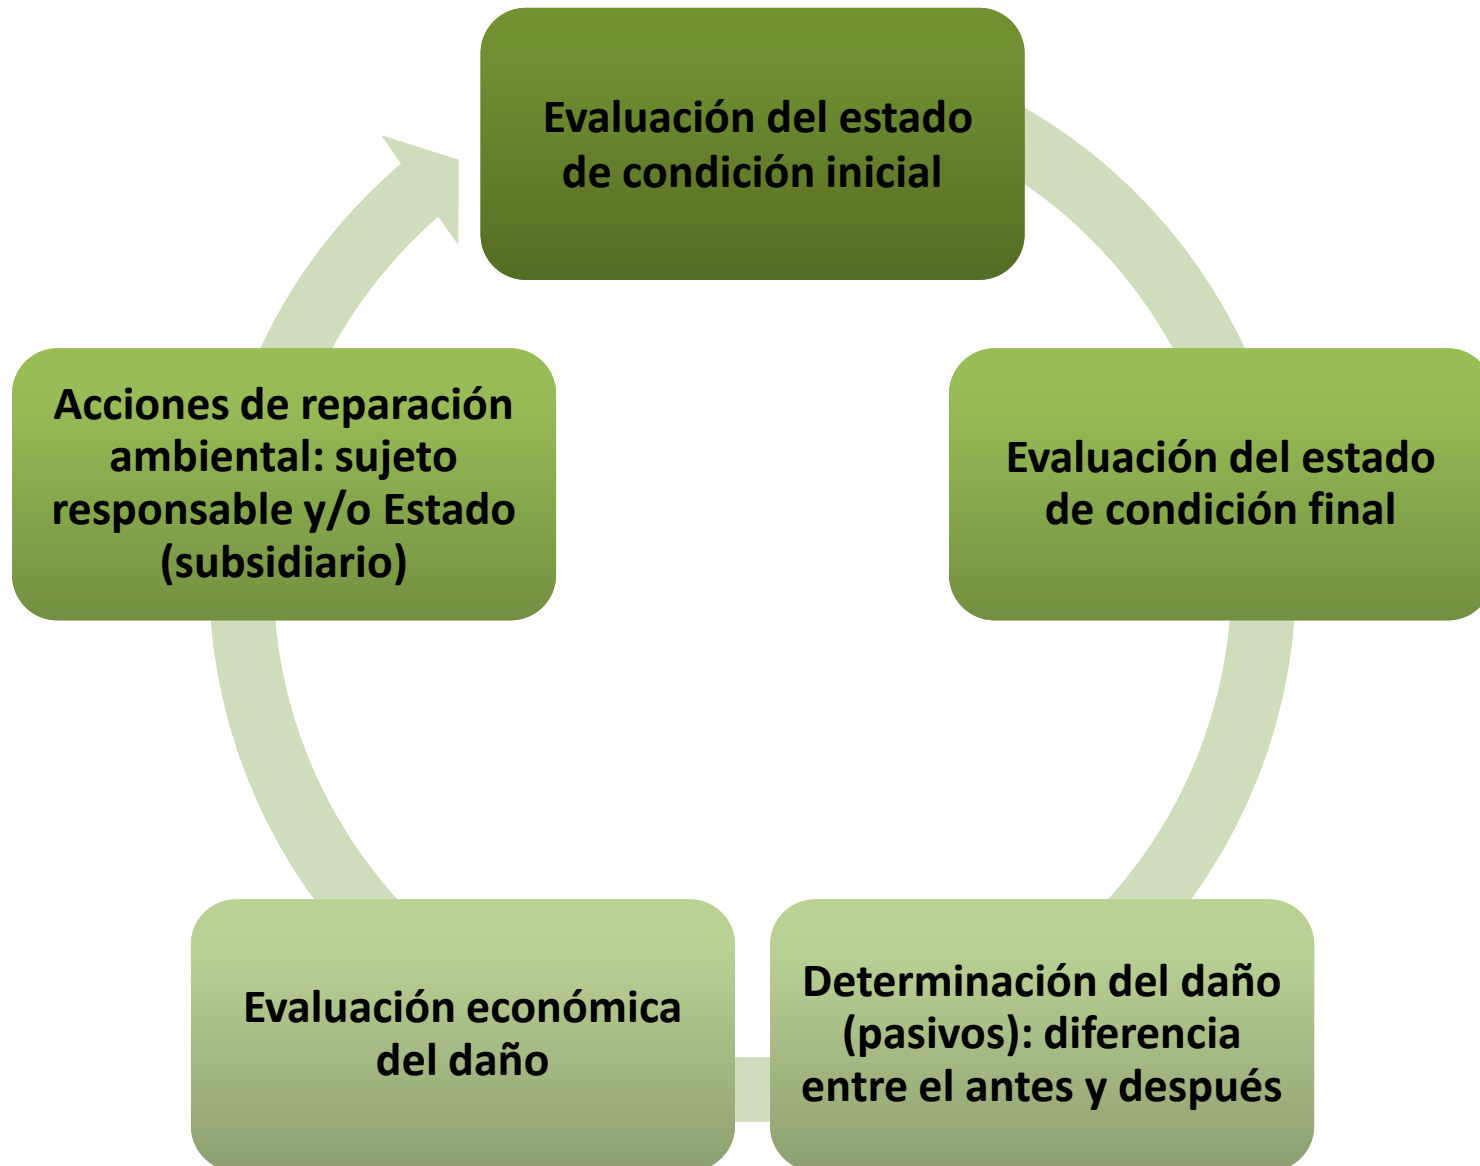 Evaluación del estado
de condición inicial
Evaluación del estado
de condición final
Determinación del daño
(pasivos): diferencia
entre el antes y después
Evaluación económica
del daño
Acciones de reparación
ambiental: sujeto
responsable y/o Estado
(subsidiario)